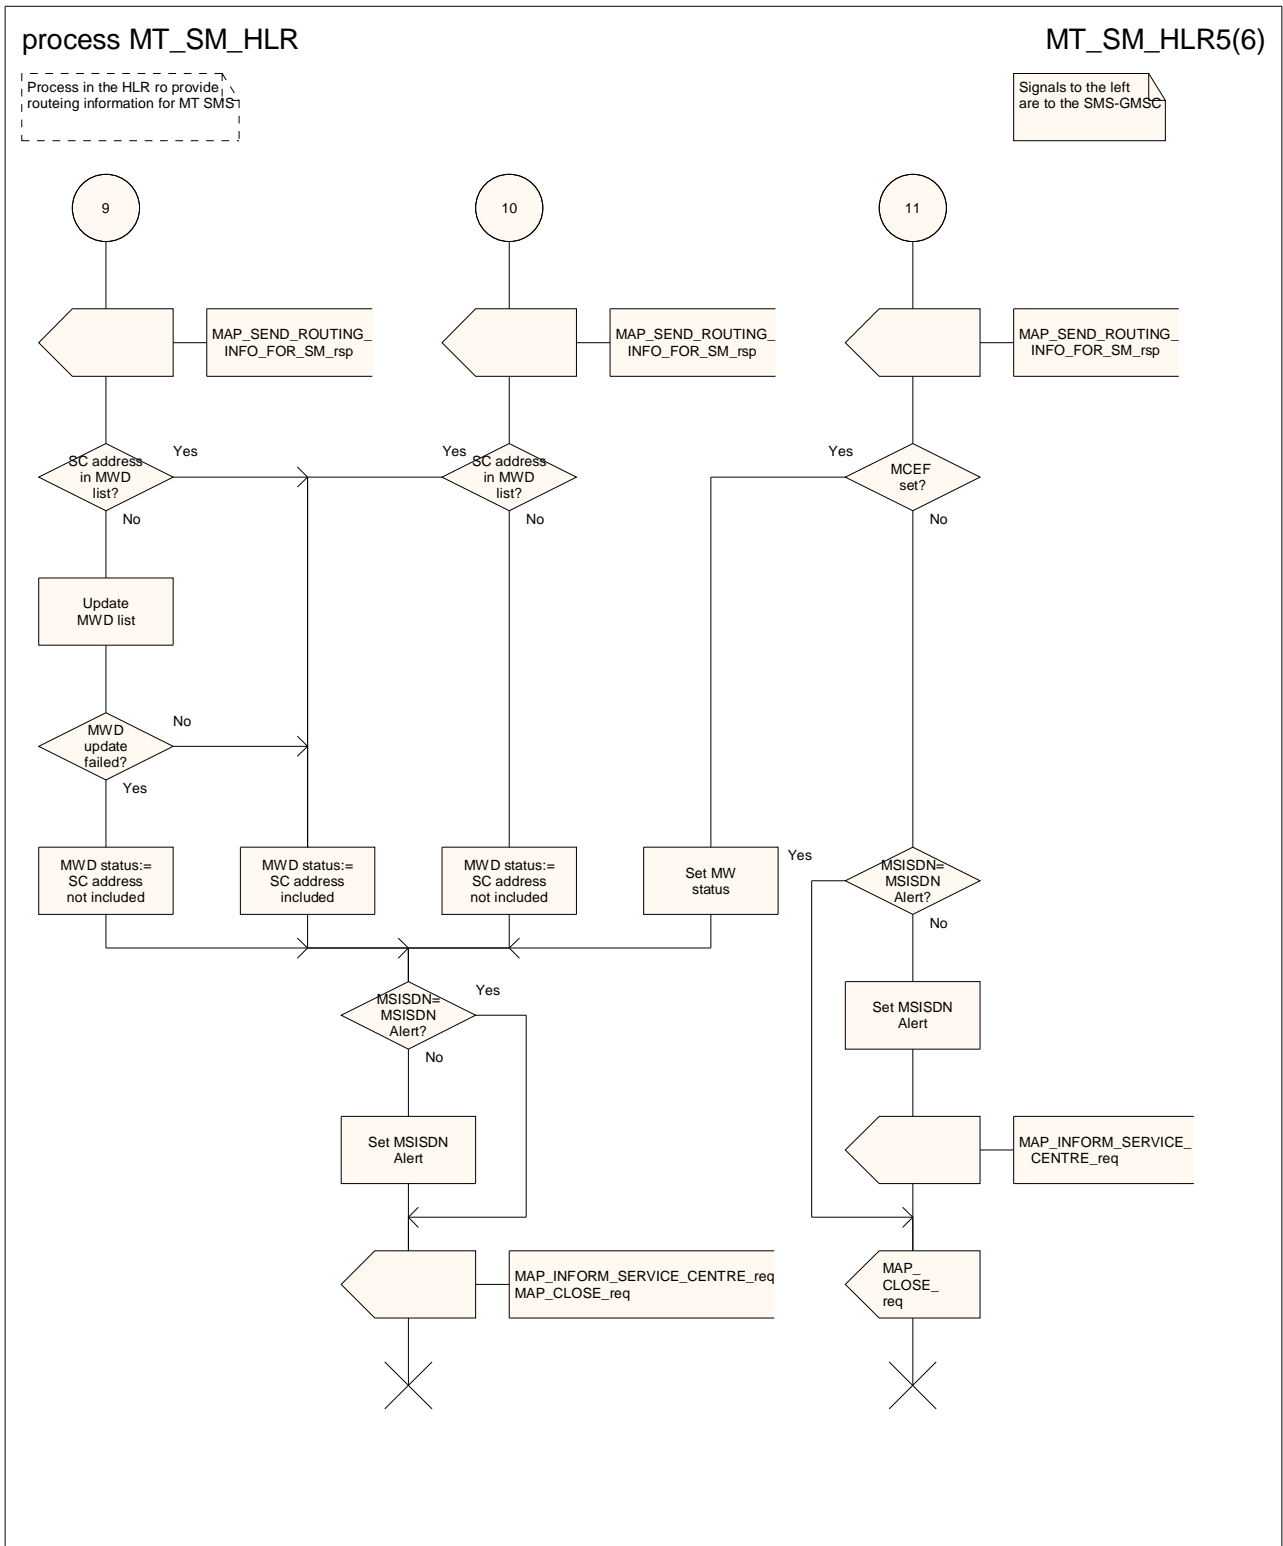 process MT_SM_HLR
MT_SM_HLR5(6)
Process in the HLR ro provide
routeing information for MT SMS
Signals to the left
are to the SMS-GMSC
9
10
11
MAP_SEND_ROUTING_
INFO_FOR_SM_rsp
MAP_SEND_ROUTING_
INFO_FOR_SM_rsp
MAP_SEND_ROUTING_
INFO_FOR_SM_rsp
SC address
in MWD
list?
Yes
No
Yes
SC address
in MWD
list?
No
Yes
MCEF
set?
No
Update
MWD list
MWD
update
failed?
No
Yes
MWD status:=
SC address
not included
MWD status:=
SC address
included
MWD status:=
SC address
not included
Set MW
status
Yes
MSISDN=
MSISDN
Alert?
No
MSISDN=
MSISDN
Alert?
Yes
No
Set MSISDN
Alert
Set MSISDN
Alert
MAP_INFORM_SERVICE_
CENTRE_req
MAP_INFORM_SERVICE_CENTRE_req
MAP_CLOSE_req
MAP_
CLOSE_
req